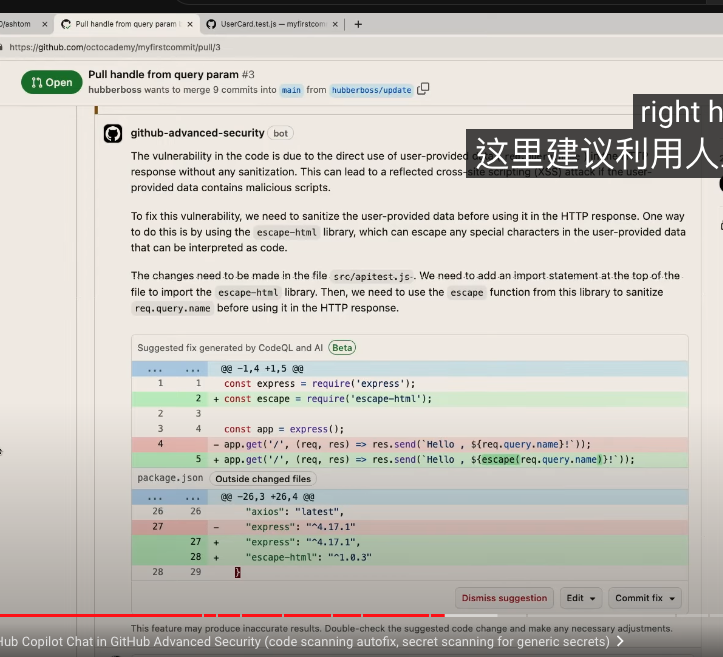 0/ashtom × Pull handle from query param × UserCard.test.js — myfirstcom × +
https://github.com/octocademy/myfirstcommit/pull/3
Open
Pull handle from query param #3
hubberboss wants to merge 9 commits into main from hubberboss/update
right h
这里建议利用人
github-advanced-security bot
The vulnerability in the code is due to the direct use of user-provided
response without any sanitization. This can lead to a reflected cross-site scripting (XSS) attack if the user-
provided data contains malicious scripts.
To fix this vulnerability, we need to sanitize the user-provided data before using it in the HTTP response. One way
to do this is by using the escape-html library, which can escape any special characters in the user-provided data
that can be interpreted as code.
The changes need to be made in the file src/apitest.js. We need to add an import statement at the top of the
file to import the escape-html library. Then, we need to use the escape function from this library to sanitize
req.query.name before using it in the HTTP response.
Suggested fix generated by CodeQL and AI Beta
... ... @@ -1,4 +1,5 @@
1 1 const express = require('express');
2 + const escape = require('escape-html');
2 3
3 4 const app = express();
4 - app.get('/', (req, res) => res.send(`Hello , ${req.query.name}!`));
5 + app.get('/', (req, res) => res.send(`Hello , ${escape(req.query.name)}!`));
package.json Outside changed files
... ... @@ -26,3 +26,4 @@
26 26 "axios": "latest",
27 - "express": "^4.17.1"
27 + "express": "^4.17.1",
28 + "escape-html": "^1.0.3"
28 29 }
Dismiss suggestion Edit Commit fix
This feature may produce inaccurate results. Double-check the suggested code change and make any necessary adjustments.
Hub Copilot Chat in GitHub Advanced Security (code scanning autofix, secret scanning for generic secrets)